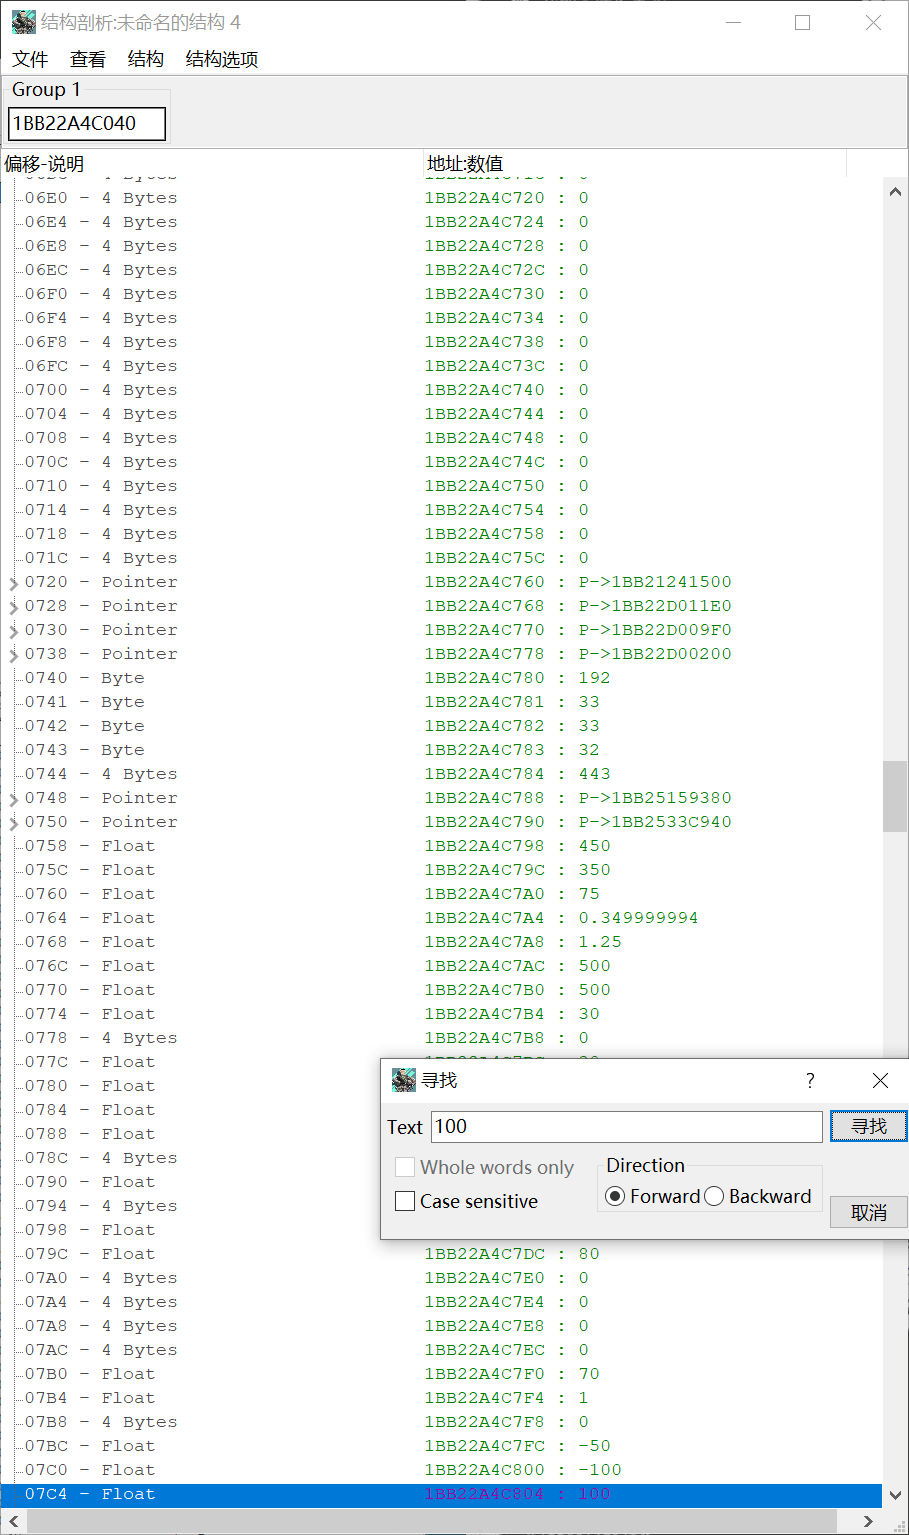 结构剖析:未命名的结构 4
文件 查看 结构 结构选项
Group 1
1BB22A4C040
偏移-说明 地址:数值
06E0 - 4 Bytes 1BB22A4C720 : 0
06E4 - 4 Bytes 1BB22A4C724 : 0
06E8 - 4 Bytes 1BB22A4C728 : 0
06EC - 4 Bytes 1BB22A4C72C : 0
06F0 - 4 Bytes 1BB22A4C730 : 0
06F4 - 4 Bytes 1BB22A4C734 : 0
06F8 - 4 Bytes 1BB22A4C738 : 0
06FC - 4 Bytes 1BB22A4C73C : 0
0700 - 4 Bytes 1BB22A4C740 : 0
0704 - 4 Bytes 1BB22A4C744 : 0
0708 - 4 Bytes 1BB22A4C748 : 0
070C - 4 Bytes 1BB22A4C74C : 0
0710 - 4 Bytes 1BB22A4C750 : 0
0714 - 4 Bytes 1BB22A4C754 : 0
0718 - 4 Bytes 1BB22A4C758 : 0
071C - 4 Bytes 1BB22A4C75C : 0
0720 - Pointer 1BB22A4C760 : P->1BB21241500
0728 - Pointer 1BB22A4C768 : P->1BB22D011E0
0730 - Pointer 1BB22A4C770 : P->1BB22D009F0
0738 - Pointer 1BB22A4C778 : P->1BB22D00200
0740 - Byte 1BB22A4C780 : 192
0741 - Byte 1BB22A4C781 : 33
0742 - Byte 1BB22A4C782 : 33
0743 - Byte 1BB22A4C783 : 32
0744 - 4 Bytes 1BB22A4C784 : 443
0748 - Pointer 1BB22A4C788 : P->1BB25159380
0750 - Pointer 1BB22A4C790 : P->1BB2533C940
0758 - Float 1BB22A4C798 : 450
075C - Float 1BB22A4C79C : 350
0760 - Float 1BB22A4C7A0 : 75
0764 - Float 1BB22A4C7A4 : 0.349999994
0768 - Float 1BB22A4C7A8 : 1.25
076C - Float 1BB22A4C7AC : 500
0770 - Float 1BB22A4C7B0 : 500
0774 - Float 1BB22A4C7B4 : 30
0778 - 4 Bytes 1BB22A4C7B8 : 0
077C - Float
0780 - Float
0784 - Float
0788 - Float
078C - 4 Bytes
0790 - Float
0794 - 4 Bytes
0798 - Float
寻找 ?
Text 100 寻找
Whole words only
Case sensitive
Direction
Forward Backward
取消
079C - Float 1BB22A4C7DC : 80
07A0 - 4 Bytes 1BB22A4C7E0 : 0
07A4 - 4 Bytes 1BB22A4C7E4 : 0
07A8 - 4 Bytes 1BB22A4C7E8 : 0
07AC - 4 Bytes 1BB22A4C7EC : 0
07B0 - Float 1BB22A4C7F0 : 70
07B4 - Float 1BB22A4C7F4 : 1
07B8 - 4 Bytes 1BB22A4C7F8 : 0
07BC - Float 1BB22A4C7FC : -50
07C0 - Float 1BB22A4C800 : -100
07C4 - Float 1BB22A4C804 : 100